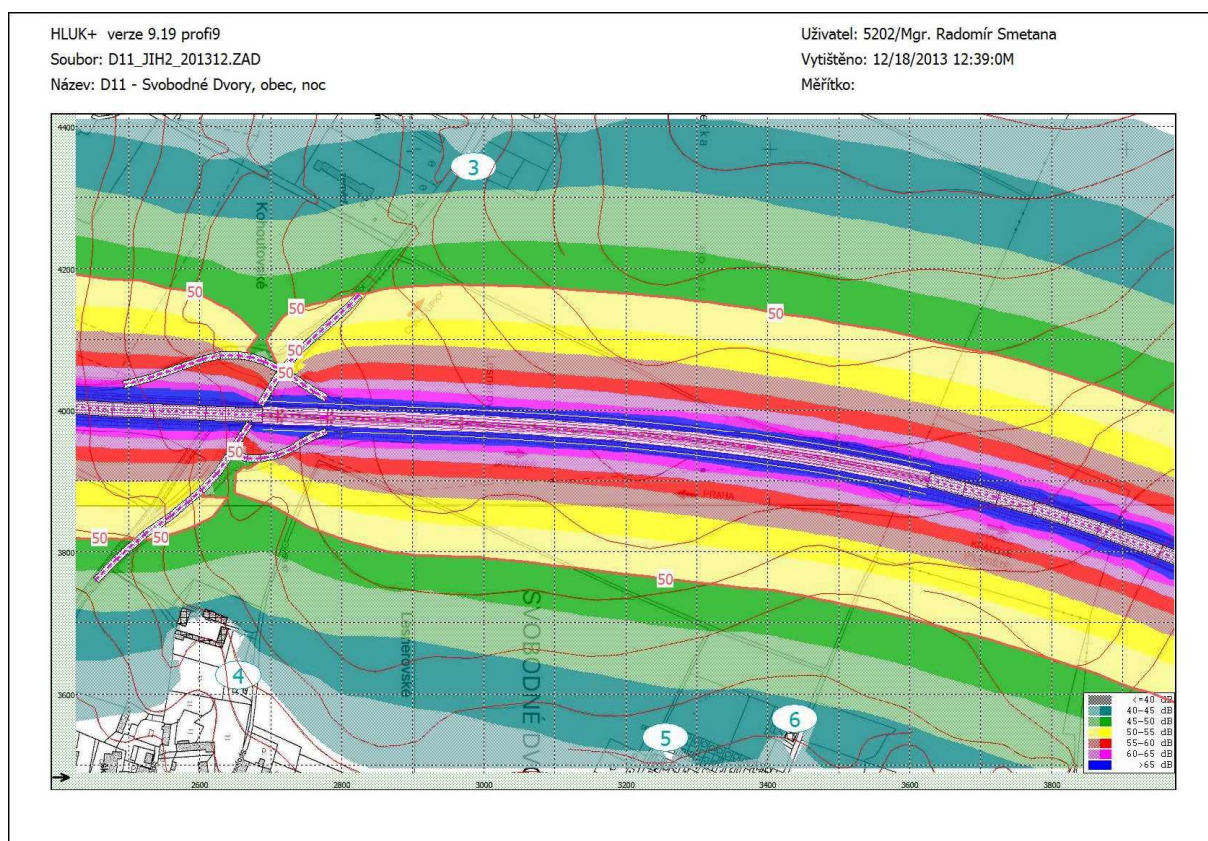 HLUK+ verze 9.19 profi9
Uživatel: 5202/Mgr. Radomír Smetana
Soubor: D11_JIH2_201312.ZAD
Vytištěno: 12/18/2013 12:39:0M
Název: D11 - Svobodné Dvory, obec, noc
Měřítko:
4400
3
Kohoutovské
4200
50
50
50
50
50
4000
50
PRAHA
KRÁLOVÉ
3800
50
50
50
Lesnerovské
SVOBODNÉ
4
3600
5
6
<=40 dB
40-45 dB
45-50 dB
50-55 dB
55-60 dB
60-65 dB
>65 dB
2600
2800
3000
3200
3400
3600
3800